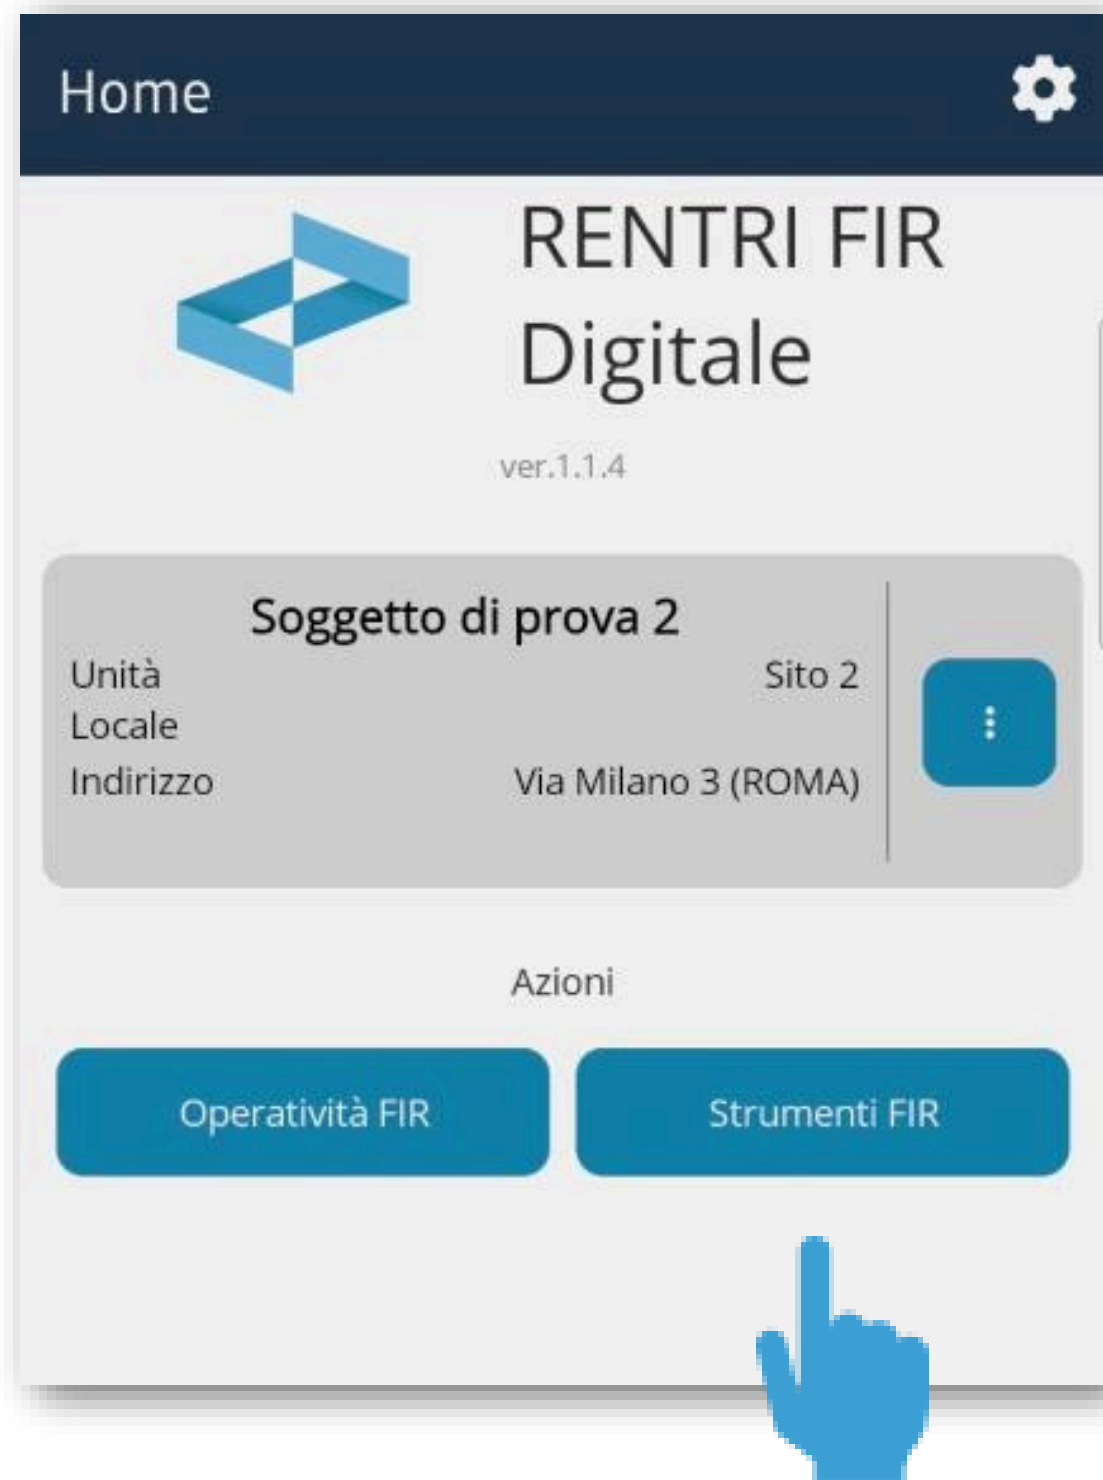 Home
RENTRI FIR
Digitale
ver.1.1.4
Soggetto di prova 2
Unità Sito 2
Locale
Indirizzo Via Milano 3 (ROMA)
Azioni
Operatività FIR Strumenti FIR